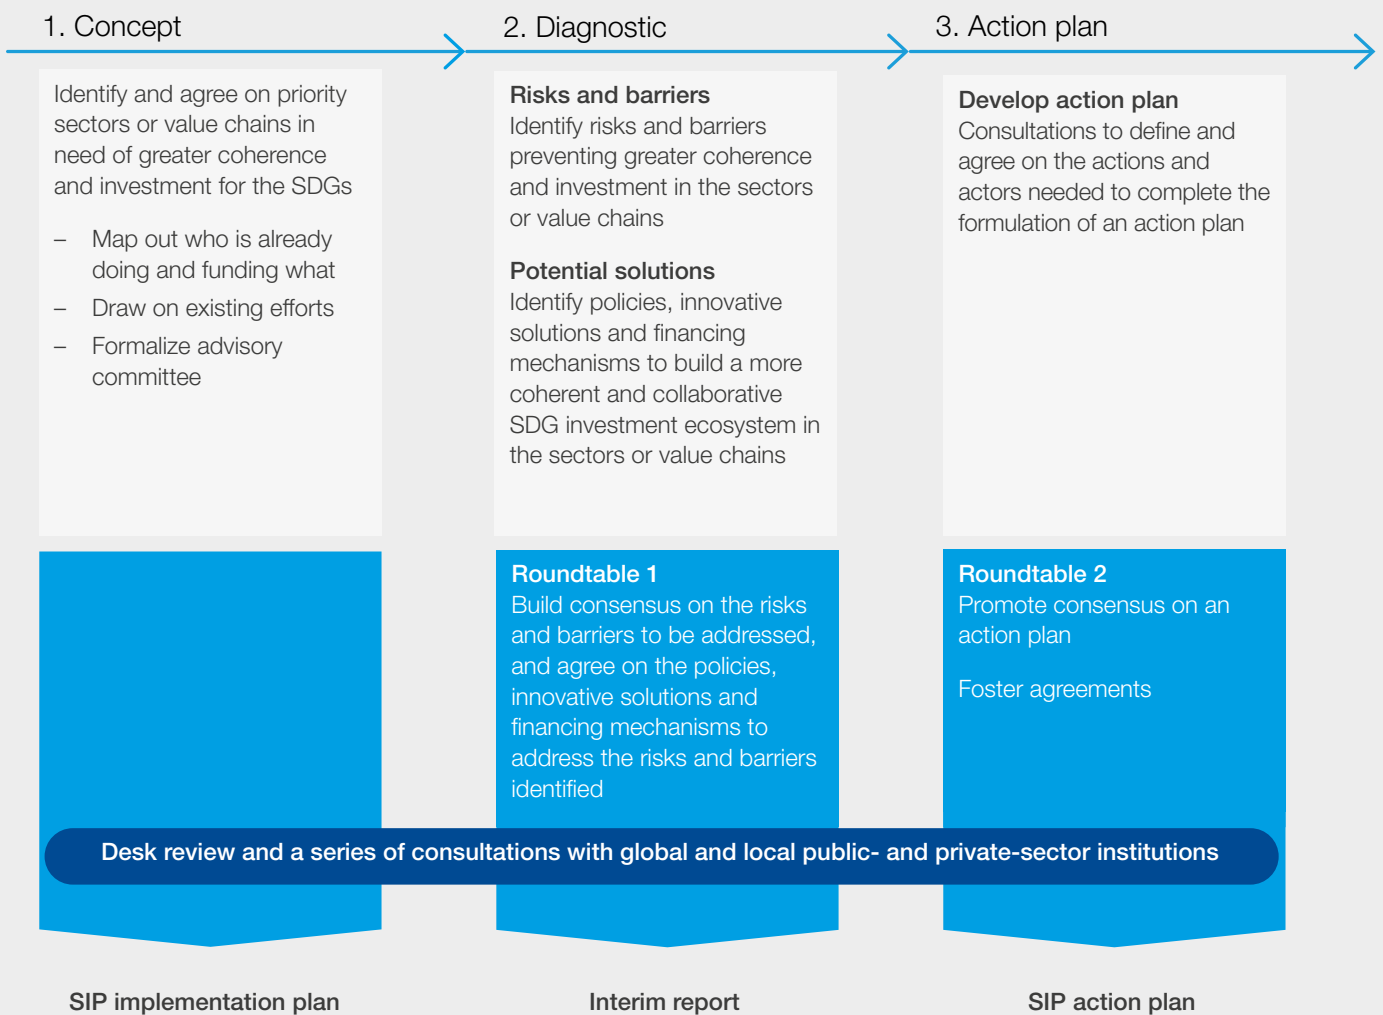 1. Concept
2. Diagnostic
3. Action plan
Identify and agree on priority
sectors or value chains in
need of greater coherence
and investment for the SDGs
– Map out who is already
doing and funding what
– Draw on existing efforts
– Formalize advisory
committee
Risks and barriers
Identify risks and barriers
preventing greater coherence
and investment in the sectors
or value chains
Potential solutions
Identify policies, innovative
solutions and financing
mechanisms to build a more
coherent and collaborative
SDG investment ecosystem in
the sectors or value chains
Develop action plan
Consultations to define and
agree on the actions and
actors needed to complete the
formulation of an action plan
Roundtable 1
Build consensus on the risks
and barriers to be addressed,
and agree on the policies,
innovative solutions and
financing mechanisms to
address the risks and barriers
identified
Roundtable 2
Promote consensus on an
action plan
Foster agreements
Desk review and a series of consultations with global and local public- and private-sector institutions
SIP implementation plan
Interim report
SIP action plan